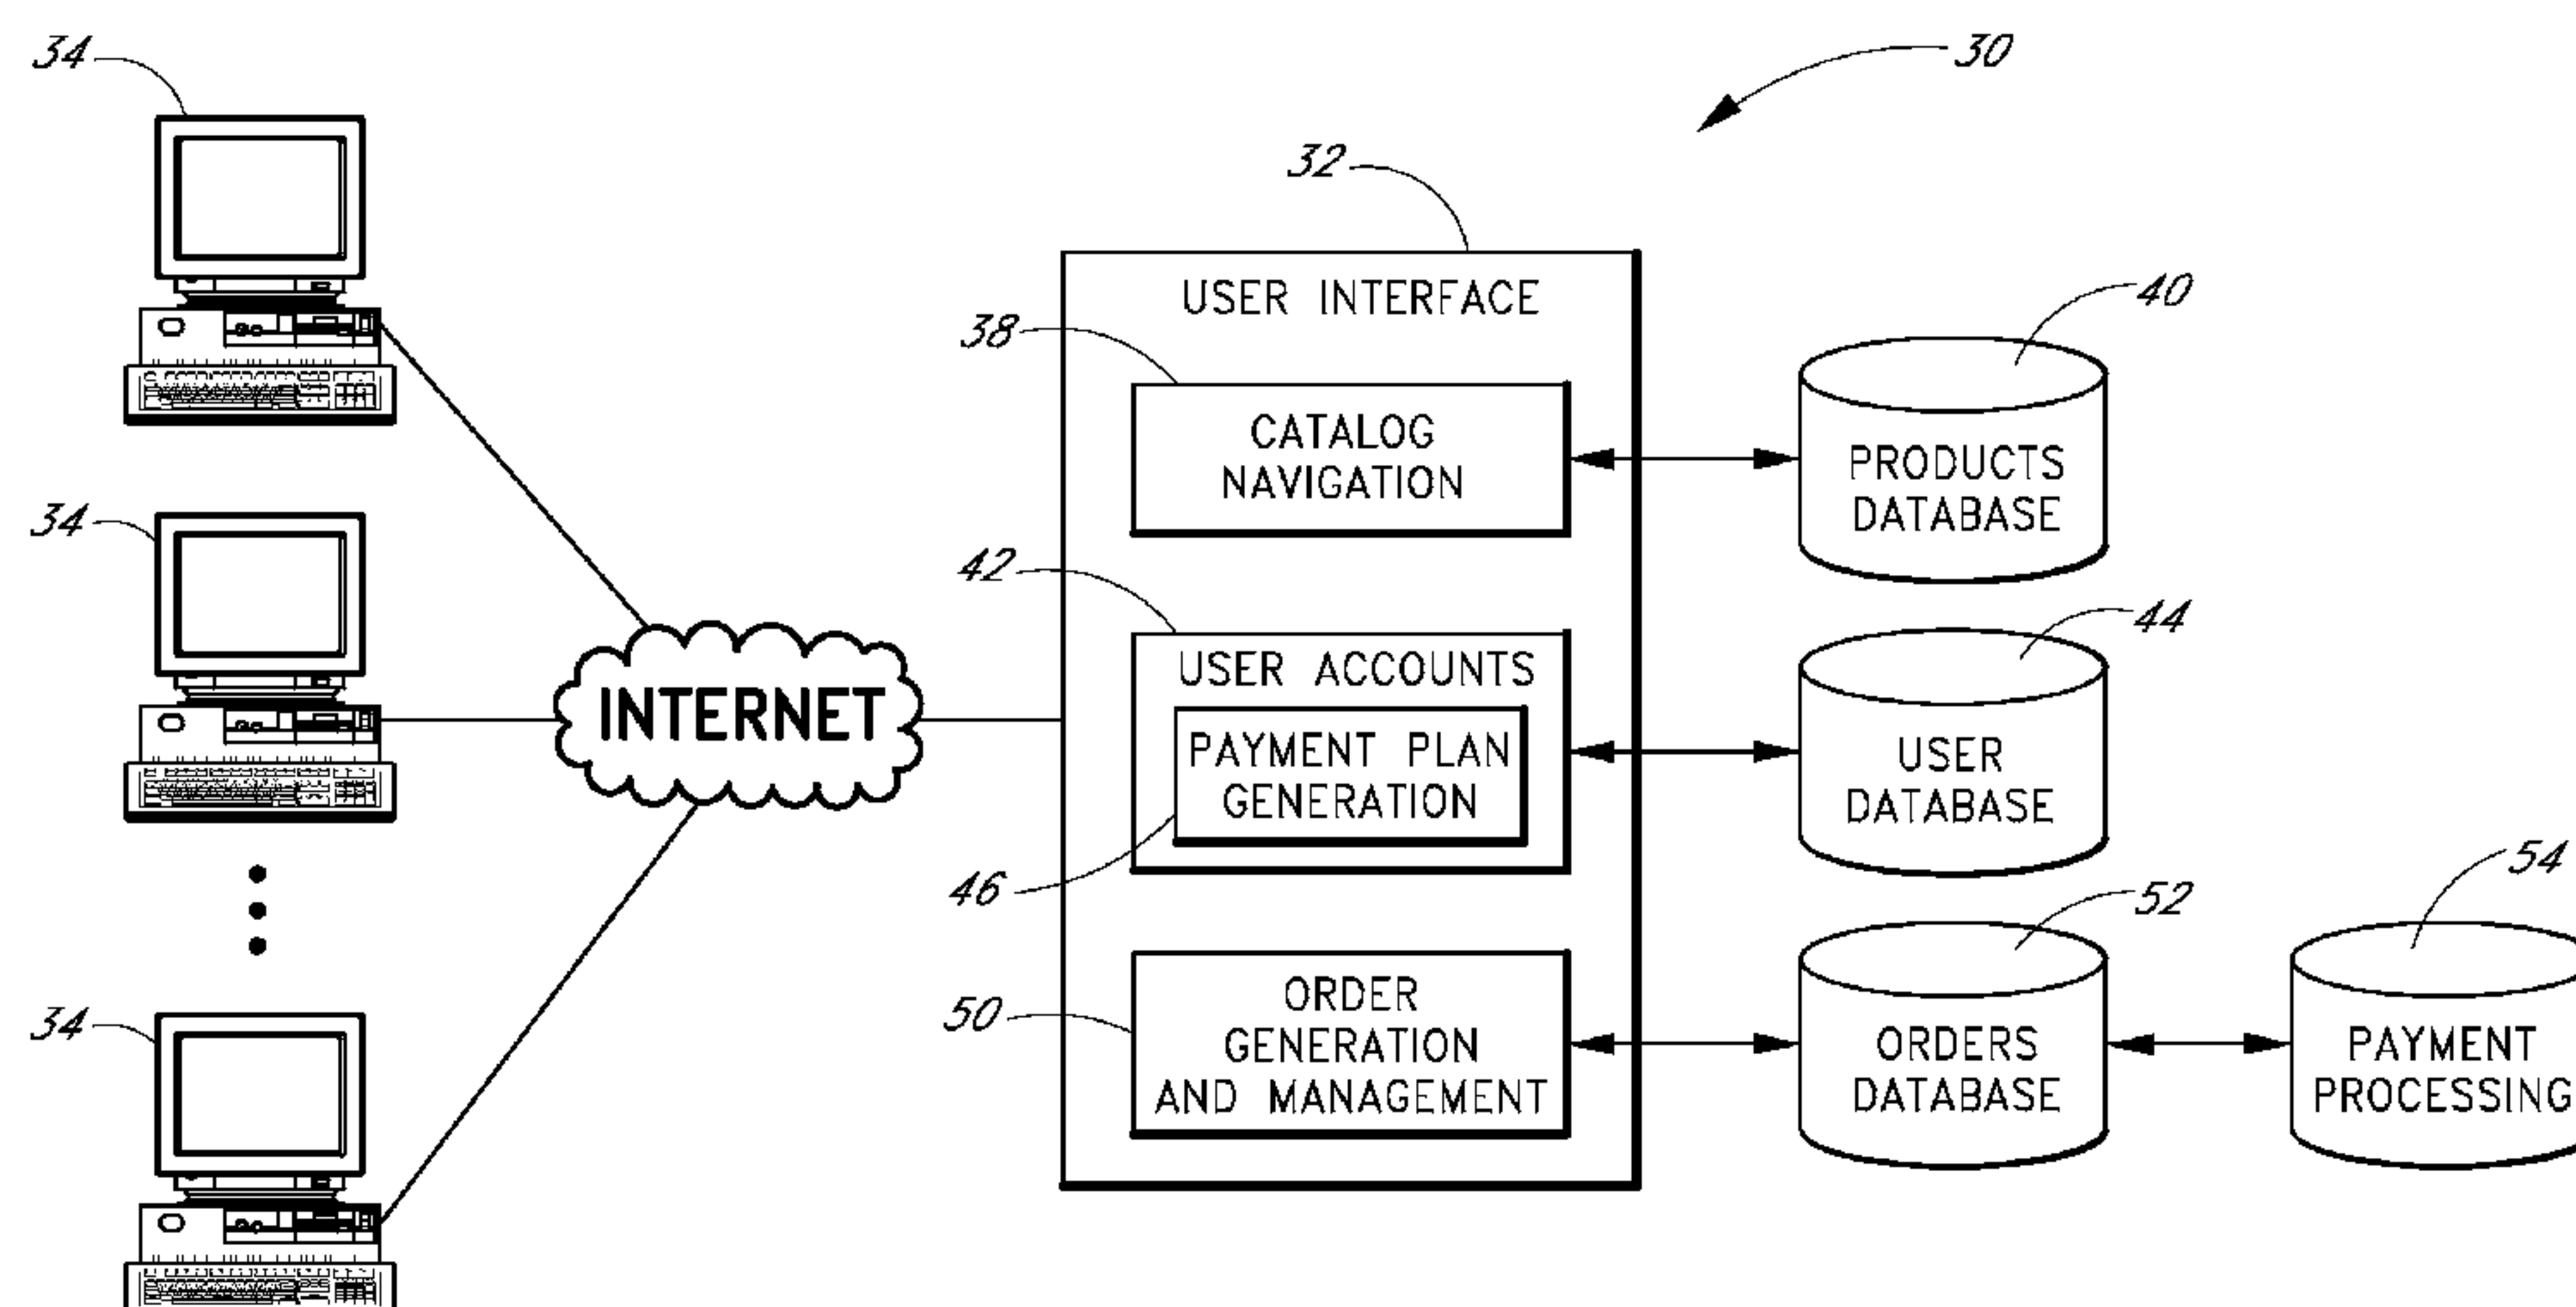 34
30
32
USER INTERFACE
38
40
CATALOG
NAVIGATION
PRODUCTS
DATABASE
34
42
44
USER ACCOUNTS
INTERNET
PAYMENT PLAN
GENERATION
USER
DATABASE
46
52
54
34
50
ORDER
GENERATION
AND MANAGEMENT
ORDERS
DATABASE
PAYMENT
PROCESSING